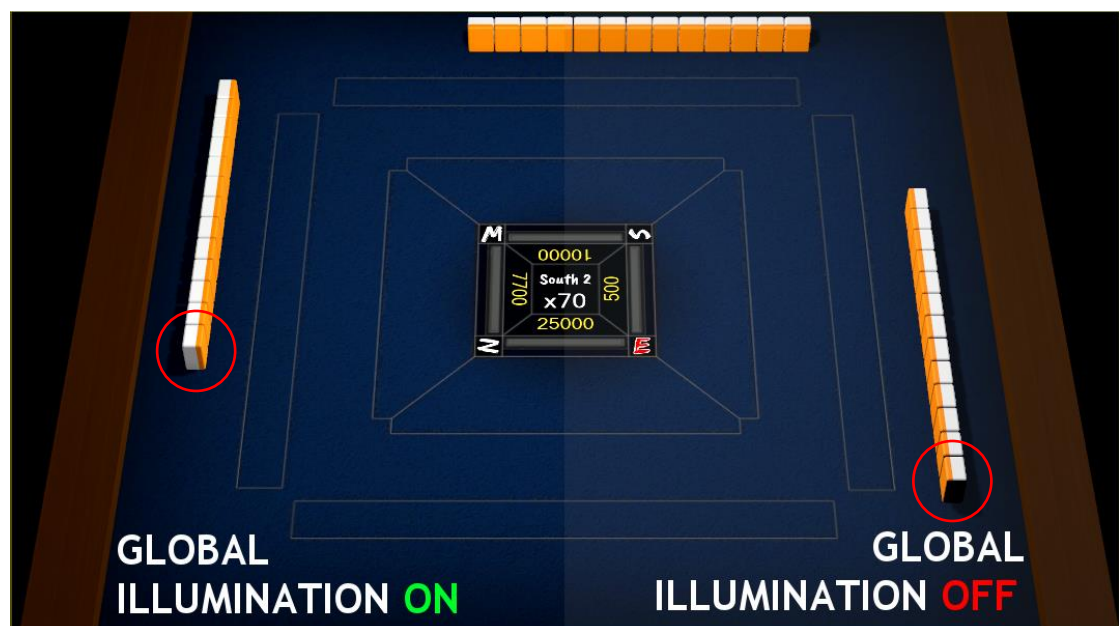 M
S
10000
7700
South 2
x70
500
25000
N
E
GLOBAL
ILLUMINATION ON
GLOBAL
ILLUMINATION OFF